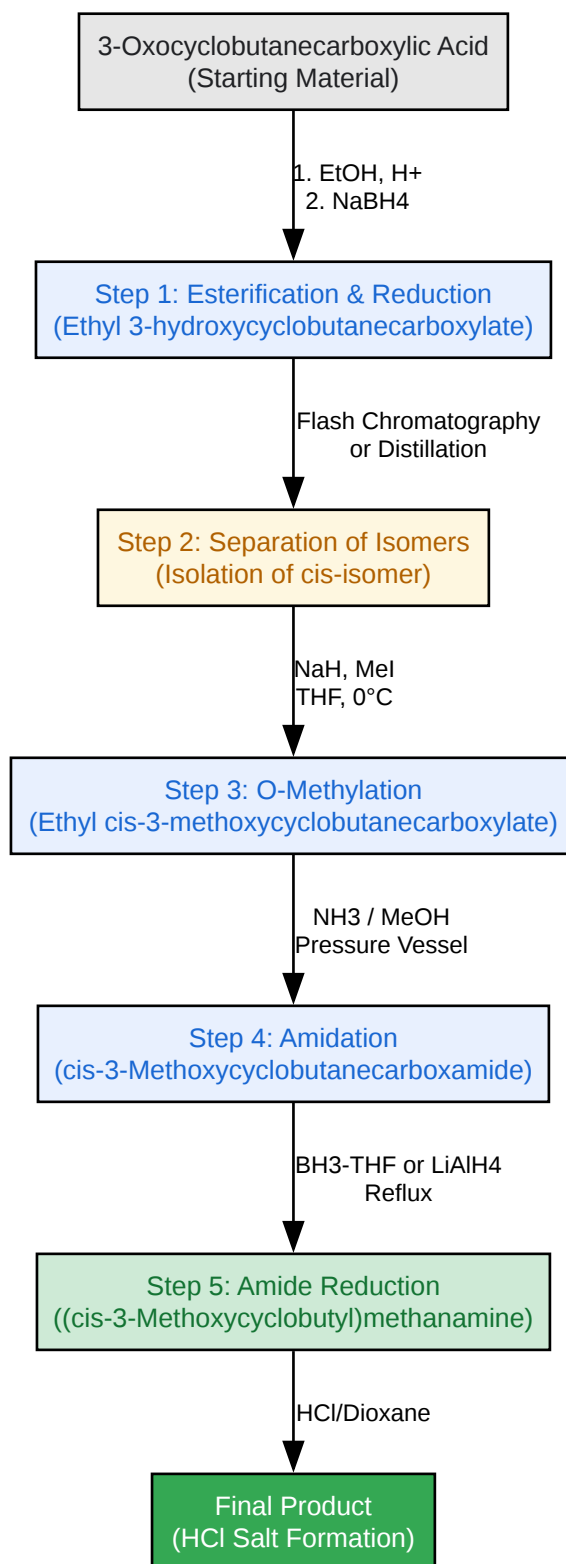 3-Oxocyclobutanecarboxylic Acid
(Starting Material)
1. EtOH, H+
2. NaBH4
Step 1: Esterification & Reduction
(Ethyl 3-hydroxycyclobutanecarboxylate)
Flash Chromatography
or Distillation
Step 2: Separation of Isomers
(Isolation of cis-isomer)
NaH, MeI
THF, 0°C
Step 3: O-Methylation
(Ethyl cis-3-methoxycyclobutanecarboxylate)
NH3 / MeOH
Pressure Vessel
Step 4: Amidation
(cis-3-Methoxycyclobutanecarboxamide)
BH3-THF or LiAlH4
Reflux
Step 5: Amide Reduction
((cis-3-Methoxycyclobutyl)methanamine)
HCl/Dioxane
Final Product
(HCl Salt Formation)